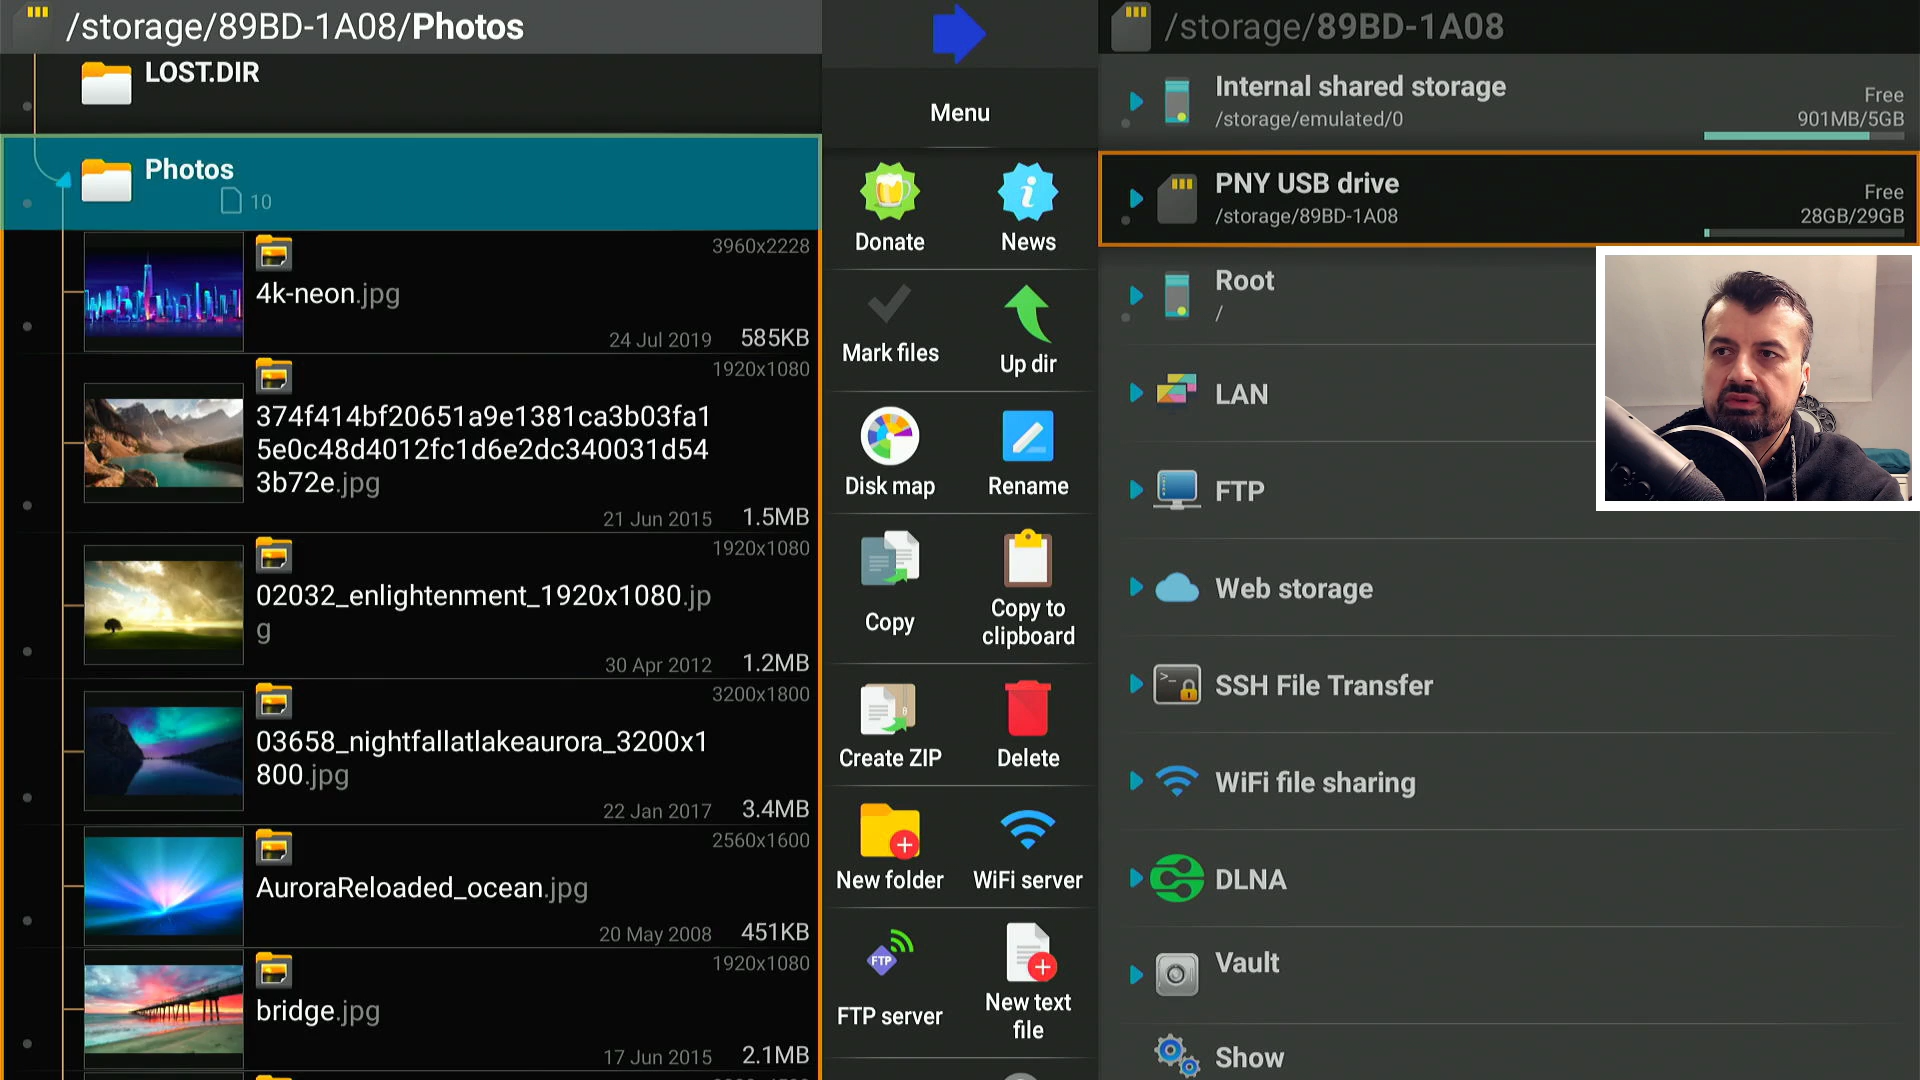 /storage/89BD-1A08/Photos
LOST.DIR
Photos
10
3960x2228
4k-neon.jpg
24 Jul 2019 585KB
1920x1080
374f414bf20651a9e1381ca3b03fa1
5e0c48d4012fc1d6e2dc340031d54
3b72e.jpg
21 Jun 2015 1.5MB
1920x1080
02032_enlightenment_1920x1080.jp
g
30 Apr 2012 1.2MB
3200x1800
03658_nightfallatlakeaurora_3200x1
800.jpg
22 Jan 2017 3.4MB
2560x1600
AuroraReloaded_ocean.jpg
20 May 2008 451KB
1920x1080
bridge.jpg
17 Jun 2015 2.1MB
Menu
Donate News
Mark files Up dir
Disk map Rename
Copy Copy to
clipboard
Create ZIP Delete
New folder WiFi server
FTP
FTP server New text
file
/storage/89BD-1A08
Internal shared storage
/storage/emulated/0
Free
901MB/5GB
PNY USB drive
/storage/89BD-1A08
Free
28GB/29GB
Root
/
LAN
FTP
Web storage
SSH File Transfer
WiFi file sharing
DLNA
Vault
Show